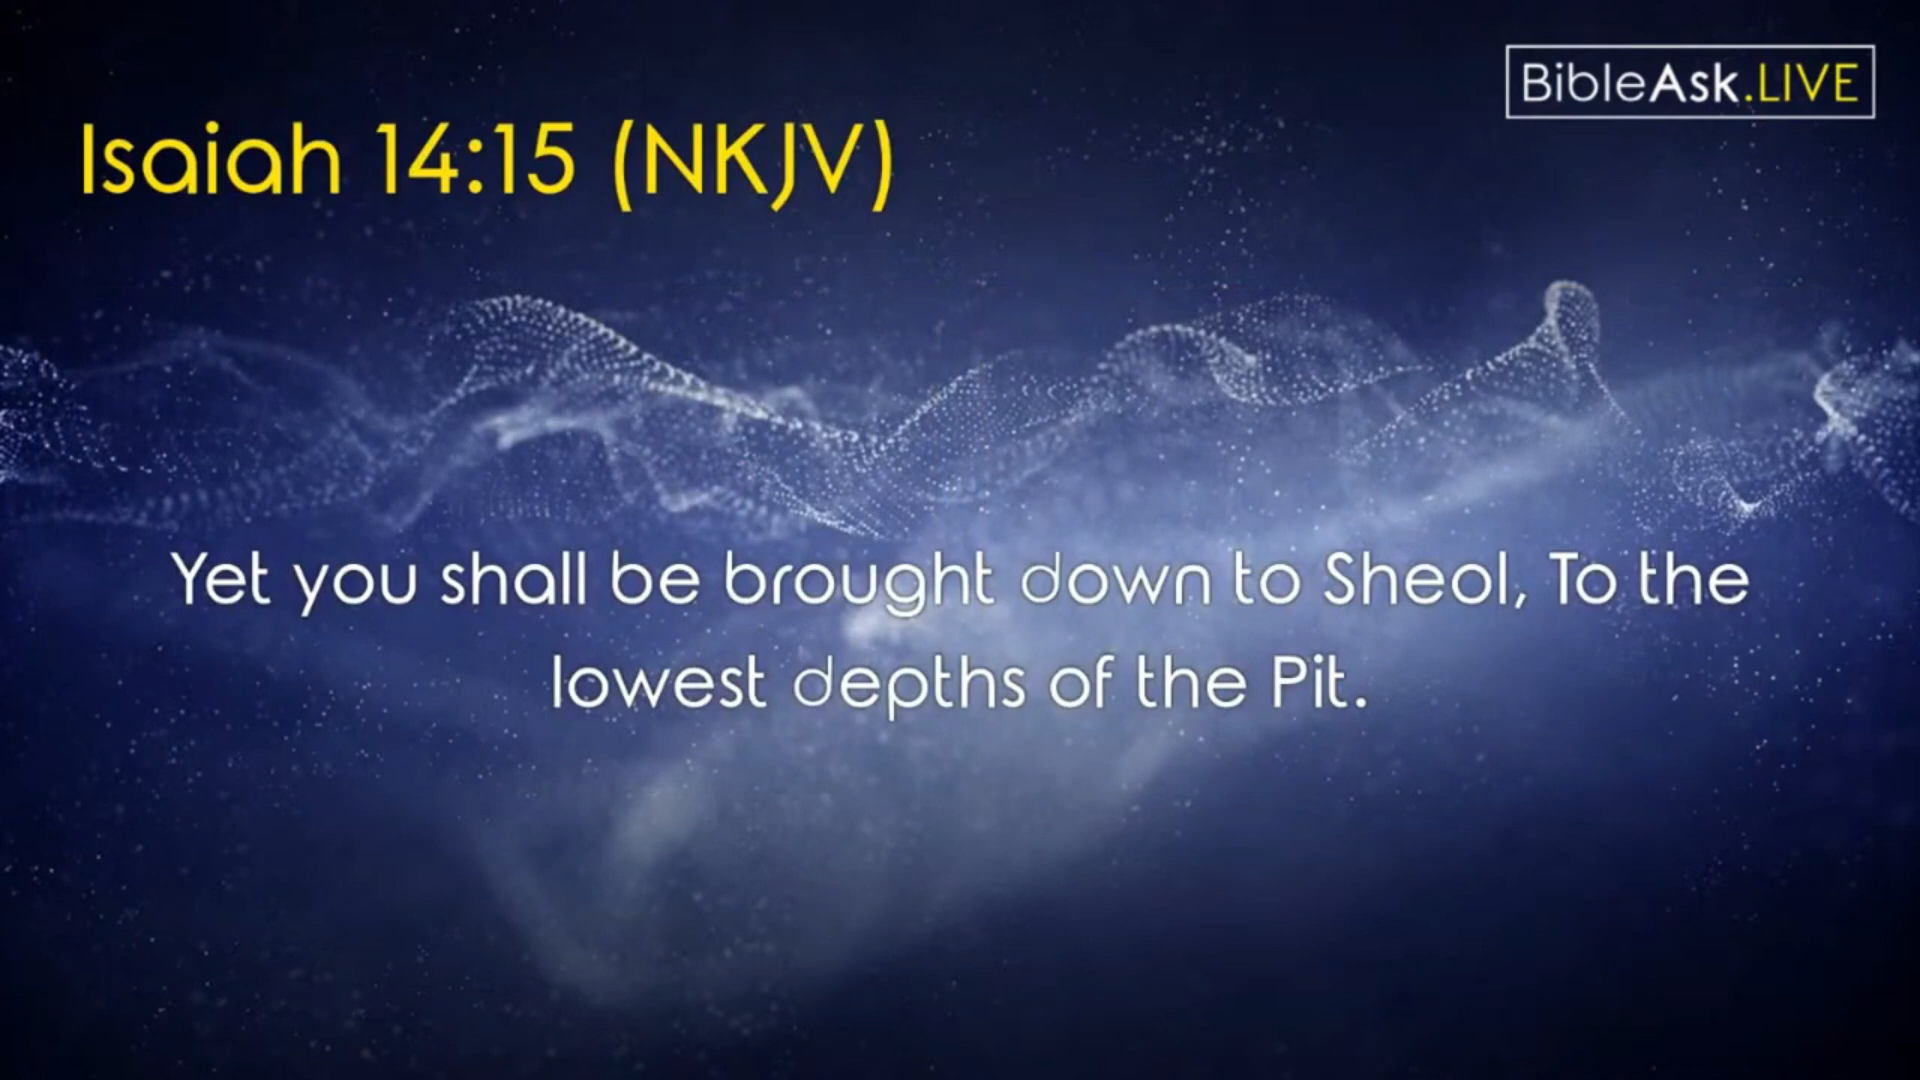 BibleAsk.LIVE
Isaiah 14:15 (NKJV)
Yet you shall be brought down to Sheol, To the
lowest depths of the Pit.